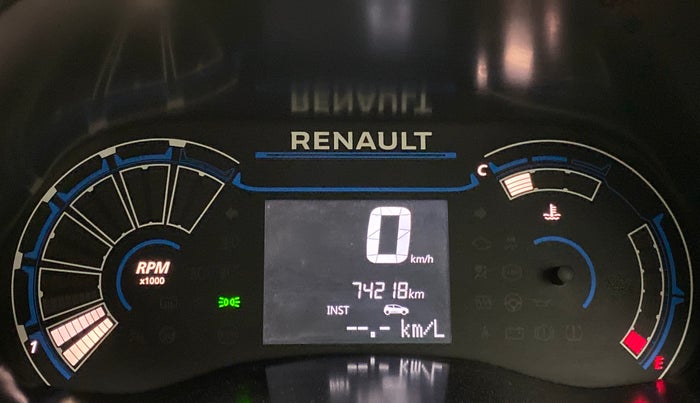 RENAULT
C
0 km/h
RPM
x1000
74218km
INST
--.- km/L
1
E